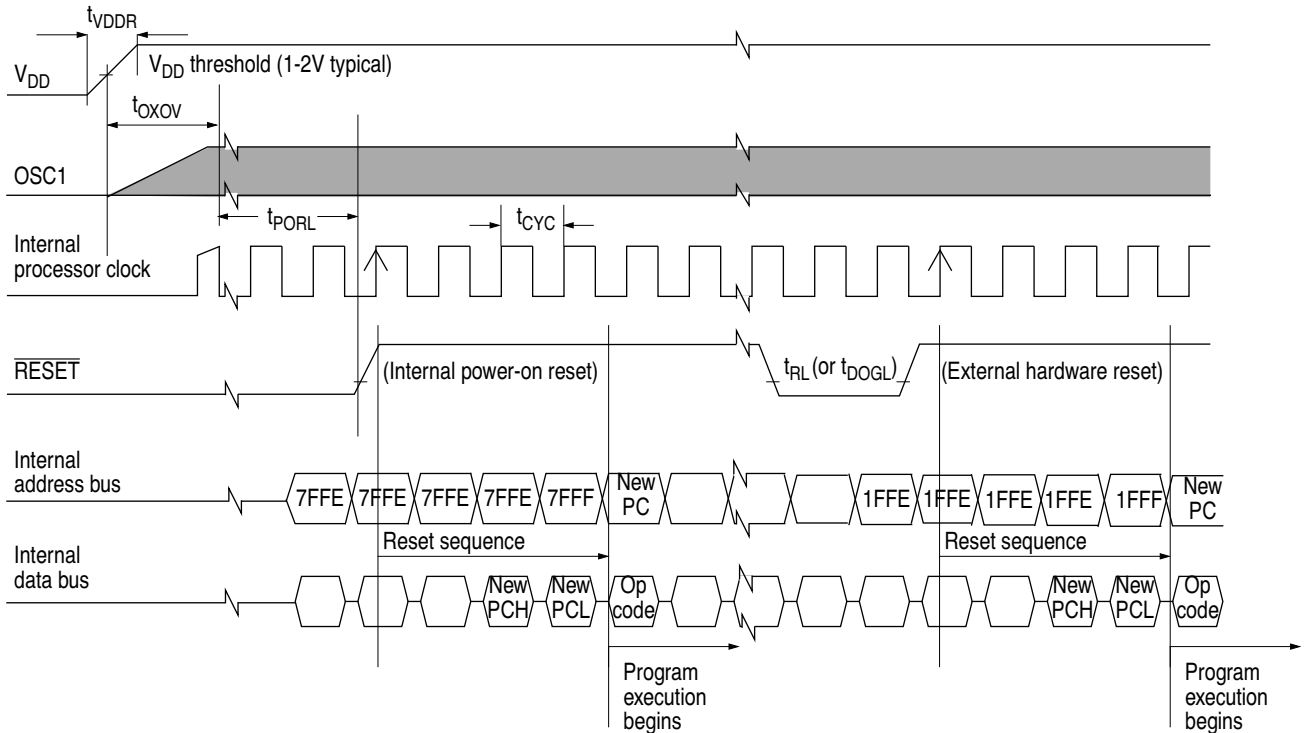 tVDDR
VDD
VDD threshold (1-2V typical)
tOXOV
OSC1
tPORL
tCYC
Internal
processor clock
RESET
(Internal power-on reset)
tRL (or tDOGL)
(External hardware reset)
Internal
address bus
7FFE 7FFE 7FFE 7FFE 7FFF New PC 1FFE 1FFE 1FFE 1FFE 1FFF New PC
Reset sequence Reset sequence
Internal
data bus
New PCH New PCL Op code New PCH New PCL Op code
Program
execution
begins
Program
execution
begins